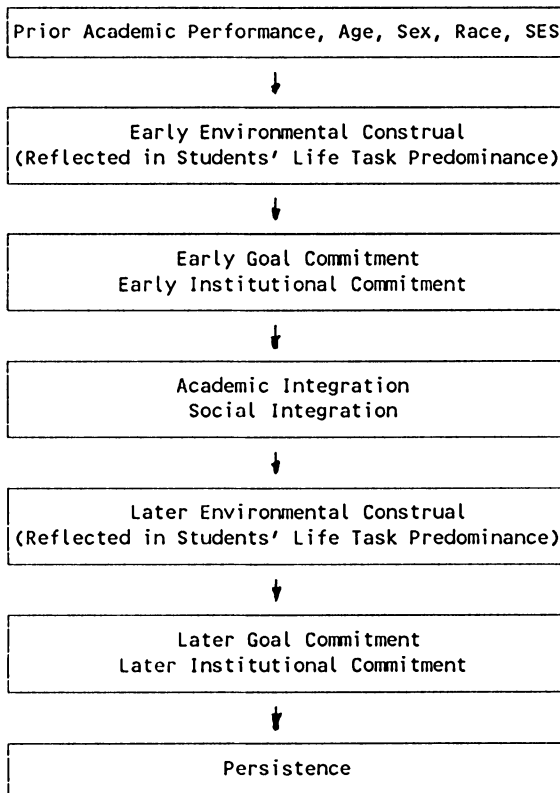 Prior Academic Performance, Age, Sex, Race, SES
Early Environmental Construal
(Reflected in Students' Life Task Predominance)
Early Goal Commitment
Early Institutional Commitment
Academic Integration
Social Integration
Later Environmental Construal
(Reflected in Students' Life Task Predominance)
Later Goal Commitment
Later Institutional Commitment
Persistence